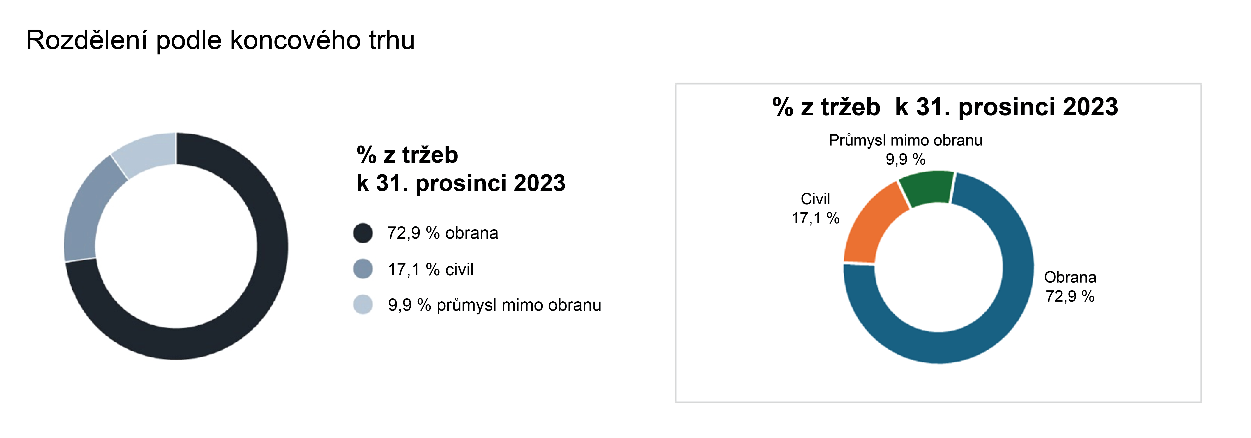 Rozdělení podle koncového trhu
% z tržeb
k 31. prosinci 2023
72,9 % obrana
17,1 % civil
9,9 % průmysl mimo obranu
% z tržeb k 31. prosinci 2023
Průmysl mimo obranu
9,9 %
Civil
17,1 %
Obrana
72,9 %